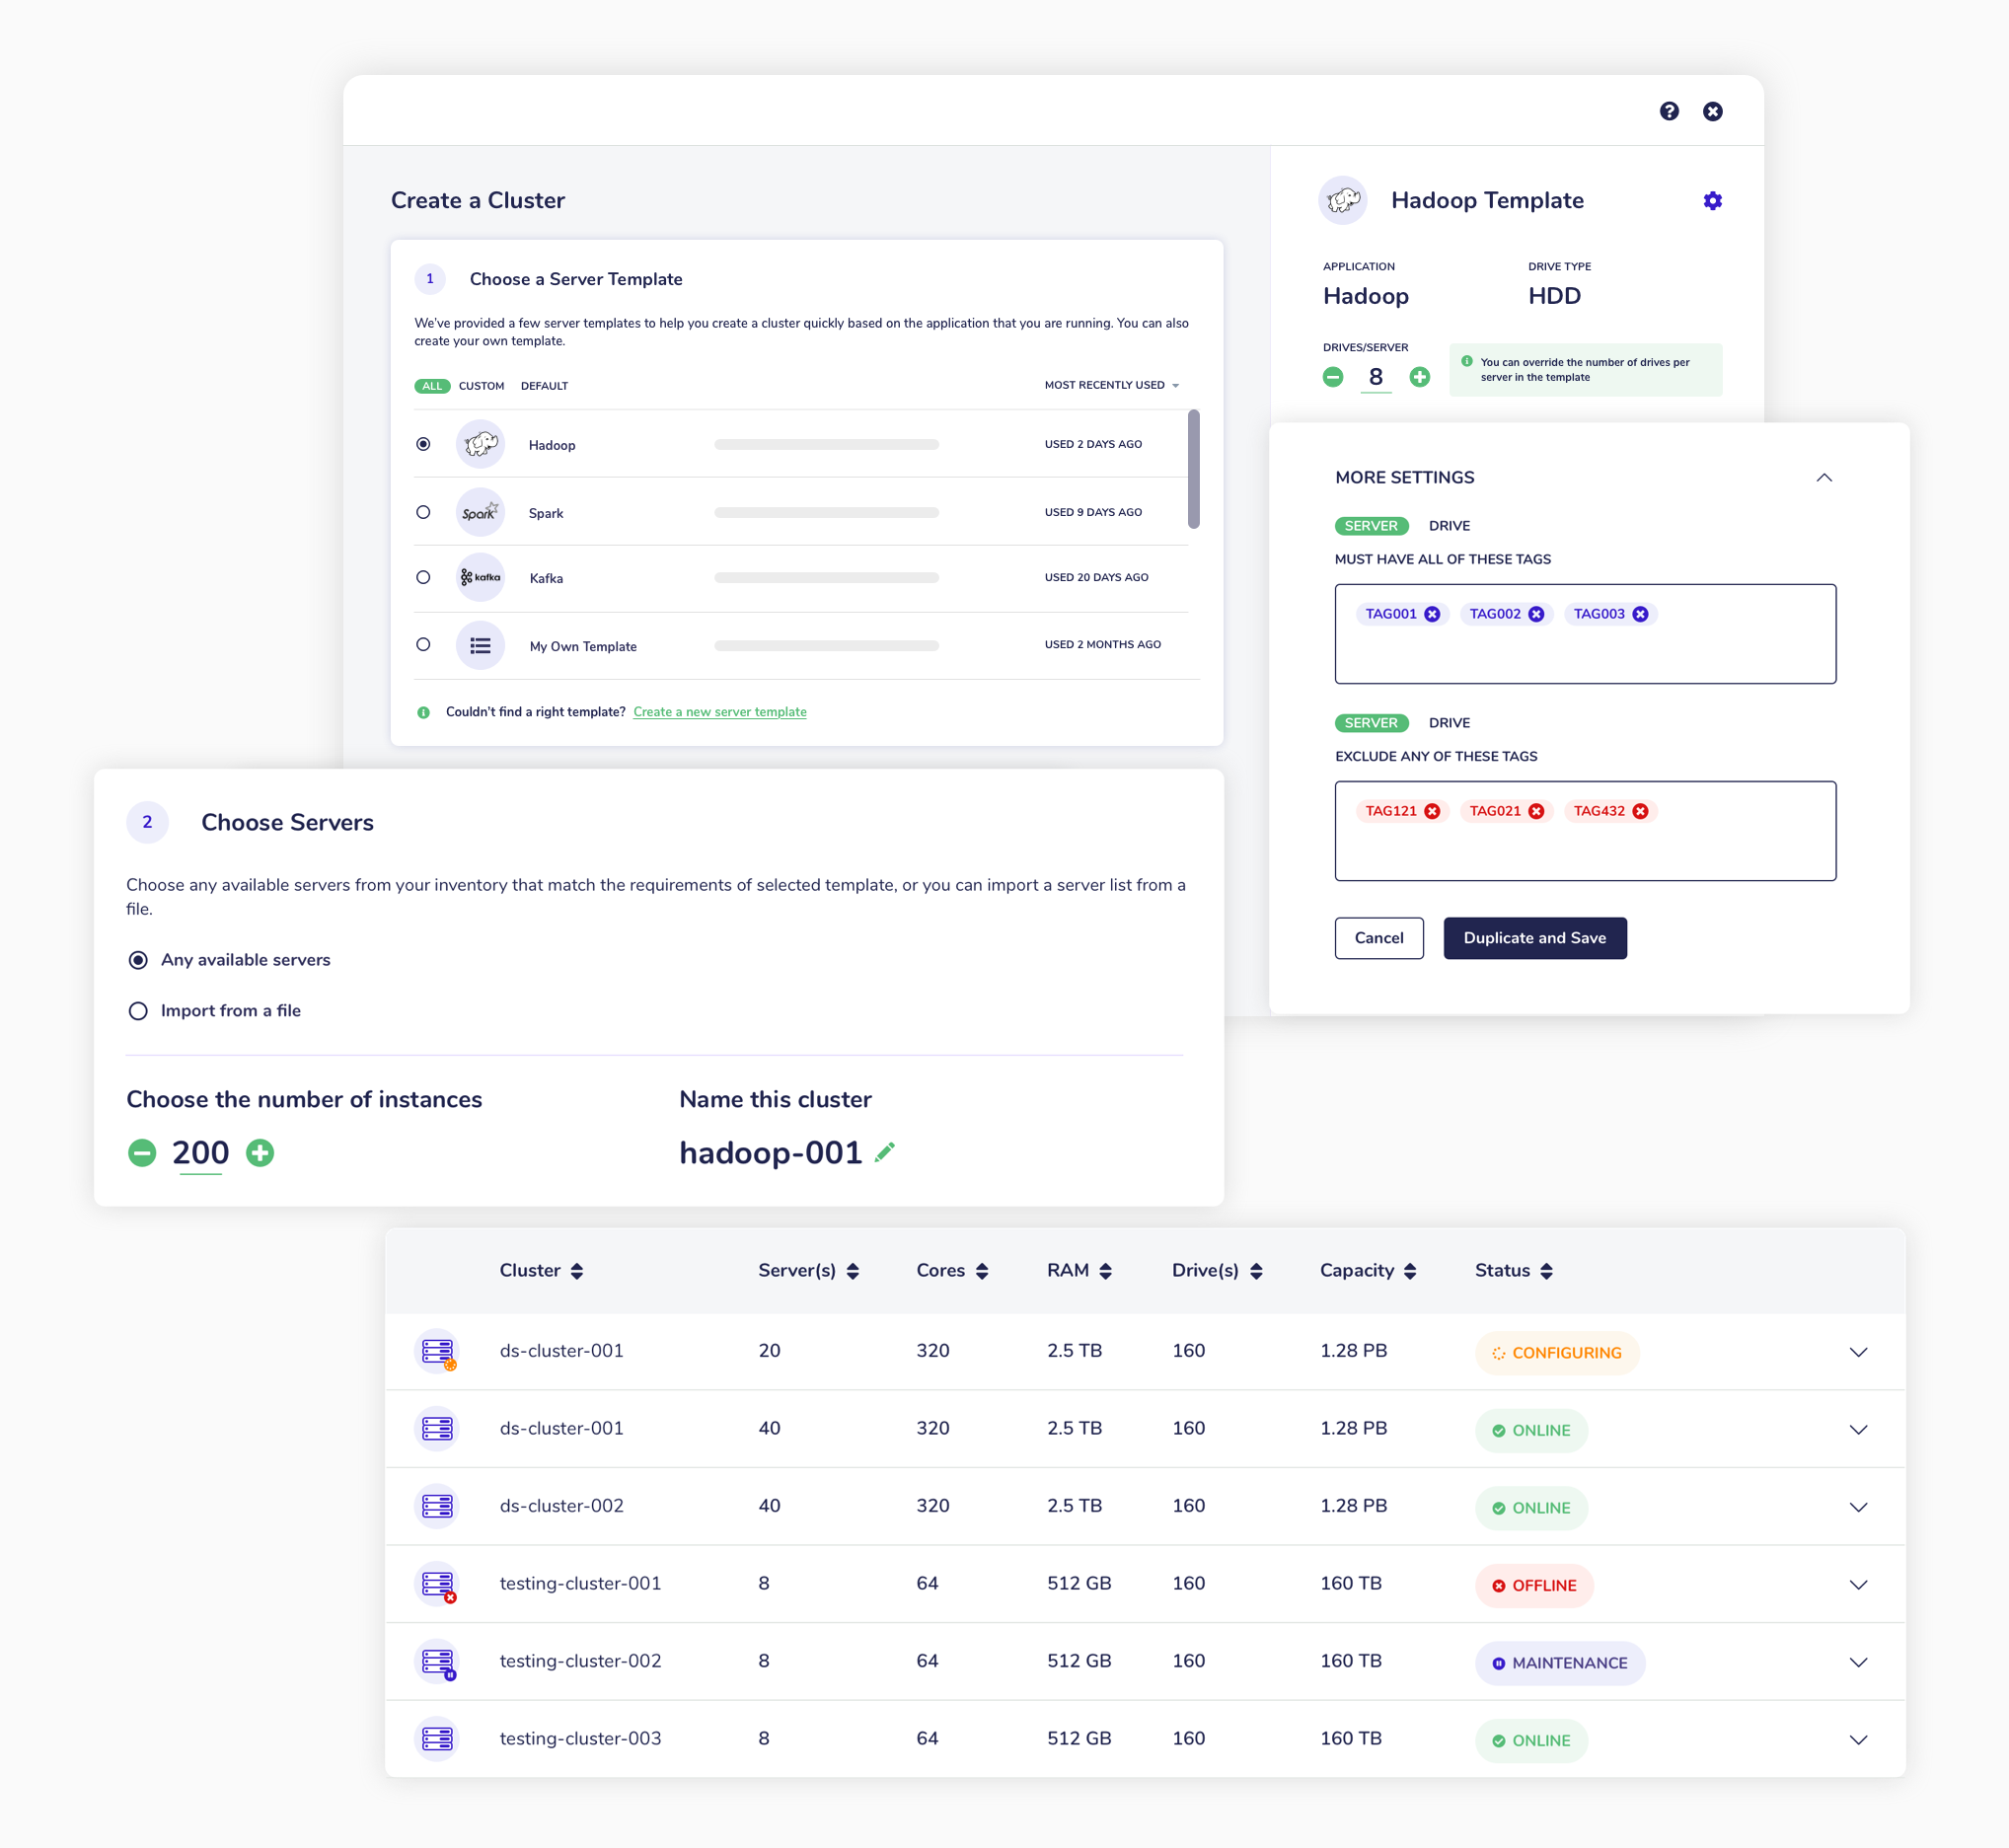 Create a Cluster
1 Choose a Server Template
We've provided a few server templates to help you create a cluster quickly based on the application that you are running. You can also
create your own template.
ALL CUSTOM DEFAULT MOST RECENTLY USED
Hadoop USED 2 DAYS AGO
Spark Spark USED 9 DAYS AGO
kafka Kafka USED 20 DAYS AGO
My Own Template USED 2 MONTHS AGO
Couldn't find a right template? Create a new server template
Hadoop Template
APPLICATION DRIVE TYPE
Hadoop HDD
DRIVES/SERVER
8
You can override the number of drives per
server in the template
MORE SETTINGS
SERVER DRIVE
MUST HAVE ALL OF THESE TAGS
TAG001 TAG002 TAG003
SERVER DRIVE
EXCLUDE ANY OF THESE TAGS
TAG121 TAG021 TAG432
Cancel Duplicate and Save
2 Choose Servers
Choose any available servers from your inventory that match the requirements of selected template, or you can import a server list from a
file.
Any available servers
Import from a file
Choose the number of instances Name this cluster
200 hadoop-001
Cluster Server(s) Cores RAM Drive(s) Capacity Status
ds-cluster-001 20 320 2.5 TB 160 1.28 PB CONFIGURING
ds-cluster-001 40 320 2.5 TB 160 1.28 PB ONLINE
ds-cluster-002 40 320 2.5 TB 160 1.28 PB ONLINE
testing-cluster-001 8 64 512 GB 160 160 TB OFFLINE
testing-cluster-002 8 64 512 GB 160 160 TB MAINTENANCE
testing-cluster-003 8 64 512 GB 160 160 TB ONLINE